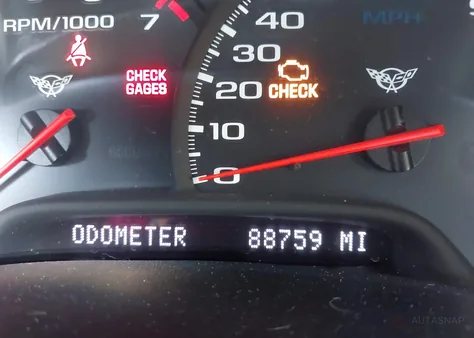 RPM/1000 7
40 MPH
30
CHECK GAGES
20 CHECK
10
0
ODOMETER 88759 MI
AUTASNAP